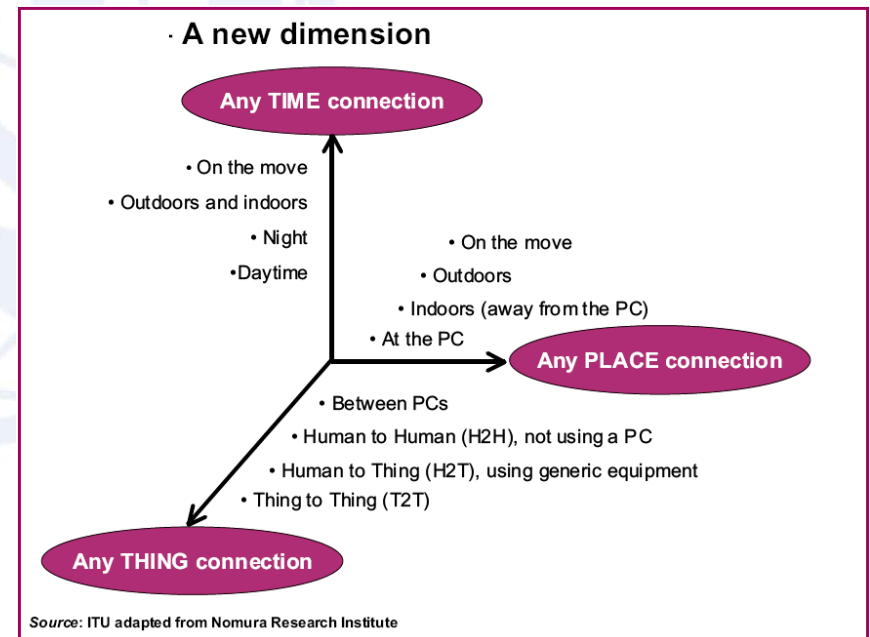 · A new dimension
Any TIME connection
• On the move
• Outdoors and indoors
• Night
•Daytime
• On the move
• Outdoors
• Indoors (away from the PC)
• At the PC
Any PLACE connection
• Between PCs
• Human to Human (H2H), not using a PC
• Human to Thing (H2T), using generic equipment
• Thing to Thing (T2T)
Any THING connection
Source: ITU adapted from Nomura Research Institute